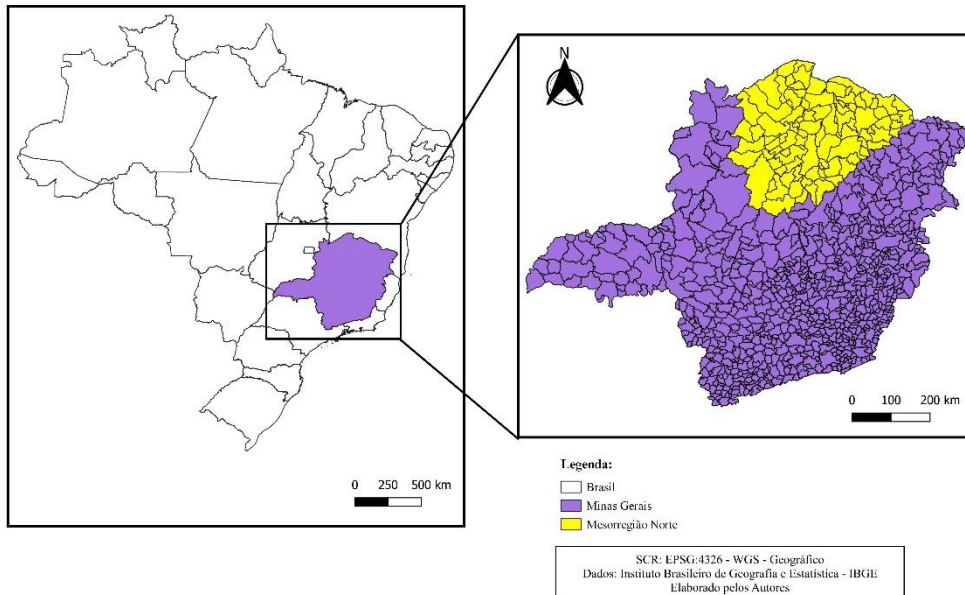 N
0 100 200 km
0 250 500 km
Legenda:
Brasil
Minas Gerais
Mesorregião Norte
SCR: EPSG:4326 - WGS - Geográfico
Dados: Instituto Brasileiro de Geografia e Estatística - IBGE
Elaborado pelos Autores